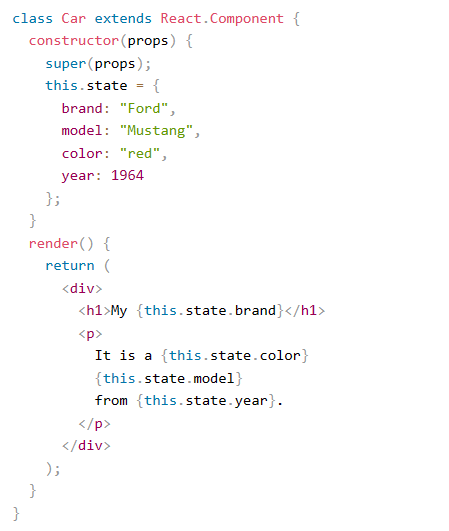 class Car extends React.Component {
  constructor(props) {
    super(props);
    this.state = {
      brand: "Ford",
      model: "Mustang",
      color: "red",
      year: 1964
    };
  }
  render() {
    return (
      <div>
        <h1>My {this.state.brand}</h1>
        <p>
          It is a {this.state.color}
          {this.state.model}
          from {this.state.year}.
        </p>
      </div>
    );
  }
}